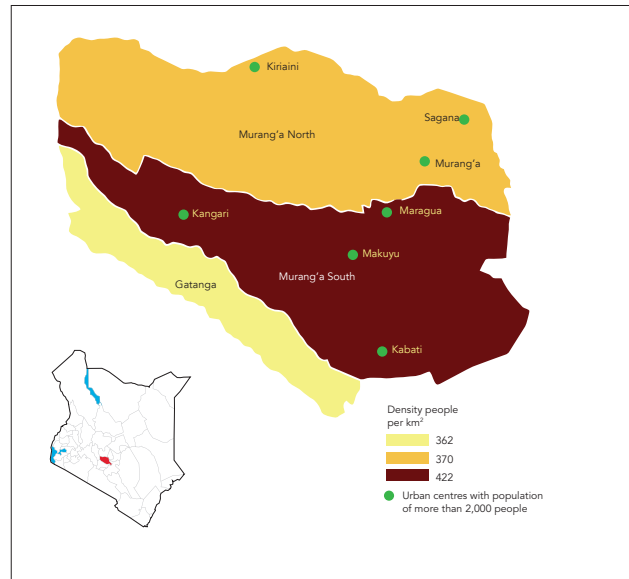 Kiriaini
Sagana
Murang'a North
Murang'a
Kangari
Maragua
Makuyu
Gatanga
Murang'a South
Kabati
Density people
per km²
362
370
422
Urban centres with population
of more than 2,000 people